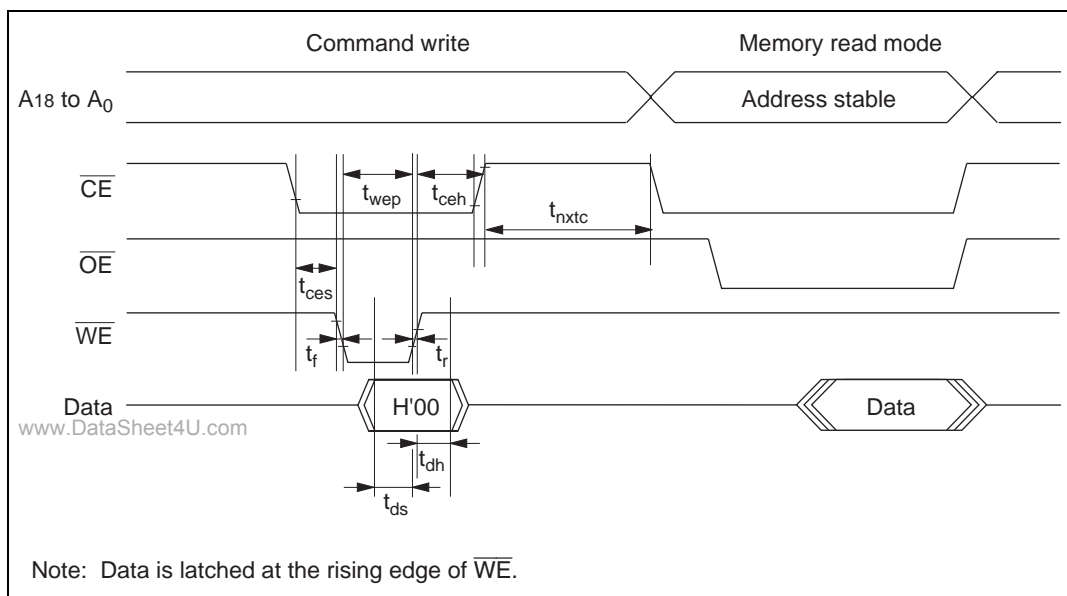 Command write Memory read mode
A18 to A0 Address stable
CE
twep tceh
tnxtc
OE
tces
WE
tf tr
Data H'00 Data
www.DataSheet4U.com
tdh
tds
Note: Data is latched at the rising edge of WE.